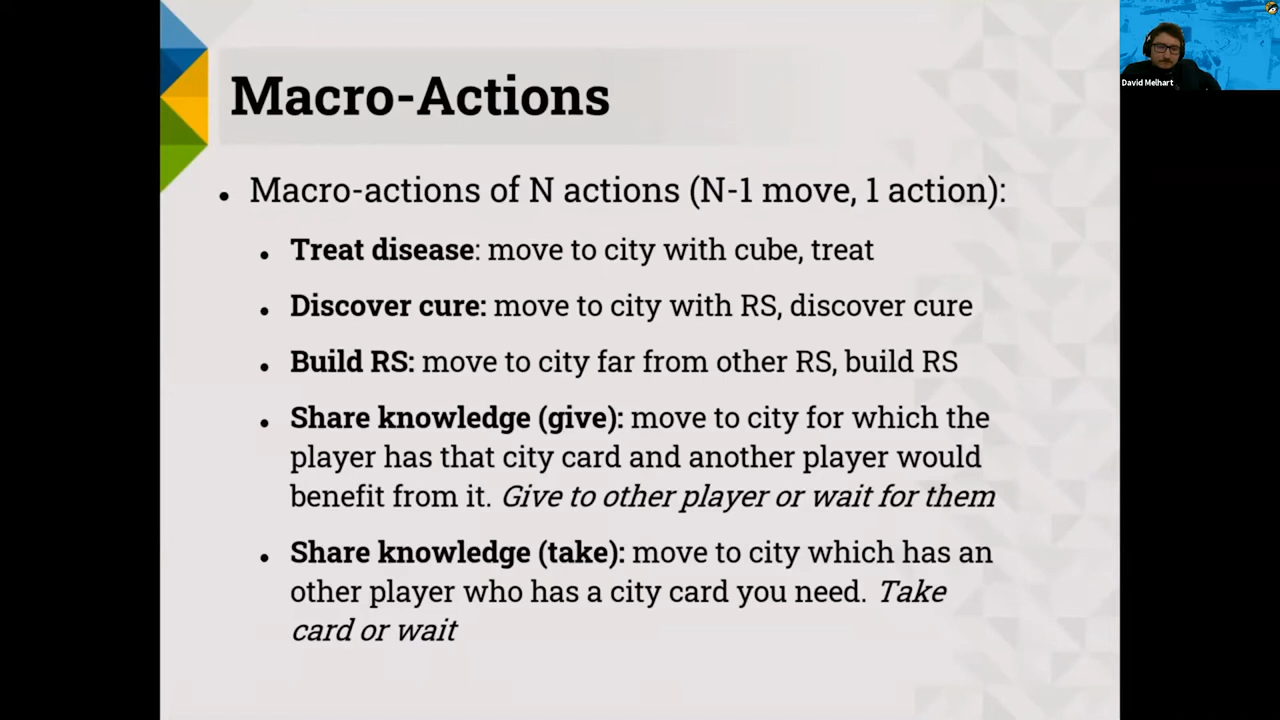 Macro-Actions
David Melhart
• Macro-actions of N actions (N-1 move, 1 action):
• Treat disease: move to city with cube, treat
• Discover cure: move to city with RS, discover cure
• Build RS: move to city far from other RS, build RS
• Share knowledge (give): move to city for which the
player has that city card and another player would
benefit from it. Give to other player or wait for them
• Share knowledge (take): move to city which has an
other player who has a city card you need. Take
card or wait